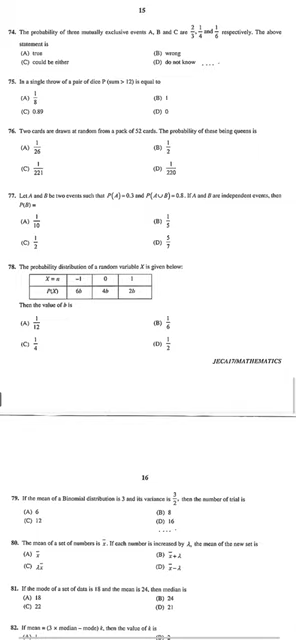 15
74. The probability of three mutually exclusive events A, B and C are 2/3, 1/4 and 1/6 respectively. The above
statement is
(A) true (B) wrong
(C) could be either (D) do not know
75. In a single throw of a pair of dice P (sum > 12) is equal to
(A) 1/8 (B) 1
(C) 0.89 (D) 0
76. Two cards are drawn at random from a pack of 52 cards. The probability of these being queens is
(A) 1/26 (B) 1/2
(C) 1/221 (D) 1/230
77. Let A and B be two events such that P(A) = 0.3 and P(A∪B) = 0.8. If A and B are independent events, then
P(B) =
(A) 1/10 (B) 1/5
(C) 1/2 (D) 5/7
78. The probability distribution of a random variable X is given below:
X = x -1 0 1
P(X) 6b 4b 2b
Then the value of b is
(A) 1/12 (B) 1/6
(C) 1/4 (D) 1/2
JECA17/MATHEMATICS
16
79. If the mean of a Binomial distribution is 3 and its variance is 3/2, then the number of trial is
(A) 6 (B) 8
(C) 12 (D) 16
80. The mean of a set of numbers is x̄. If each number is increased by λ, the mean of the new set is
(A) x̄ (B) x̄+λ
(C) λx̄ (D) x̄-λ
81. If the mode of a set of data is 18 and the mean is 24, then median is
(A) 18 (B) 24
(C) 22 (D) 21
82. If mean = (3 × median – mode) k, then the value of k is
(A) 1 (B) 2